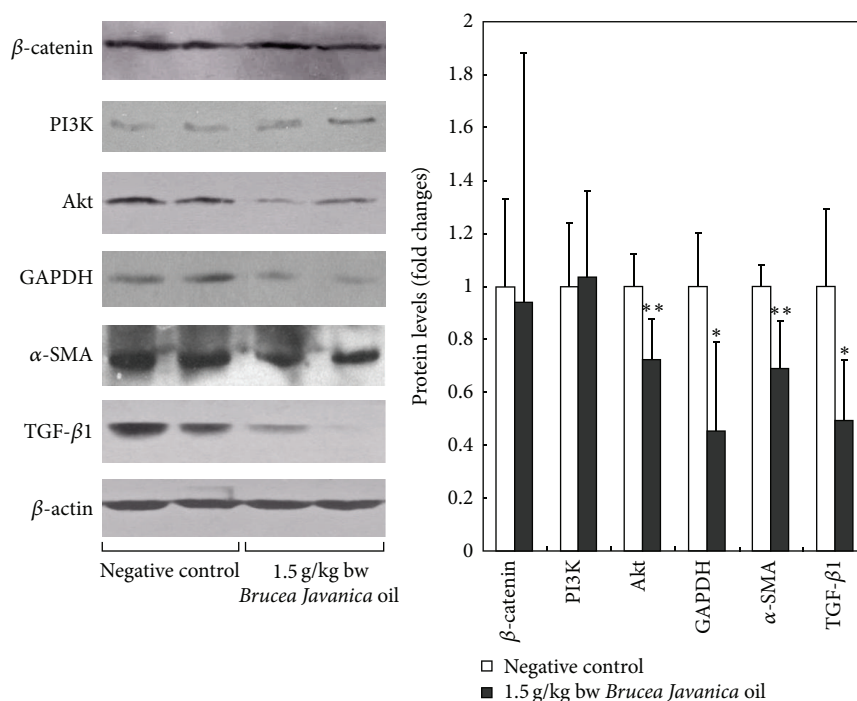 β-catenin
PI3K
Akt
GAPDH
α-SMA
TGF-β1
β-actin
Negative control
1.5 g/kg bw
Brucea Javanica oil
Protein levels (fold changes)
2
1.8
1.6
1.4
1.2
1
0.8
0.6
0.4
0.2
0
**
*
**
*
β-catenin
PI3K
Akt
GAPDH
α-SMA
TGF-β1
Negative control
1.5 g/kg bw Brucea Javanica oil